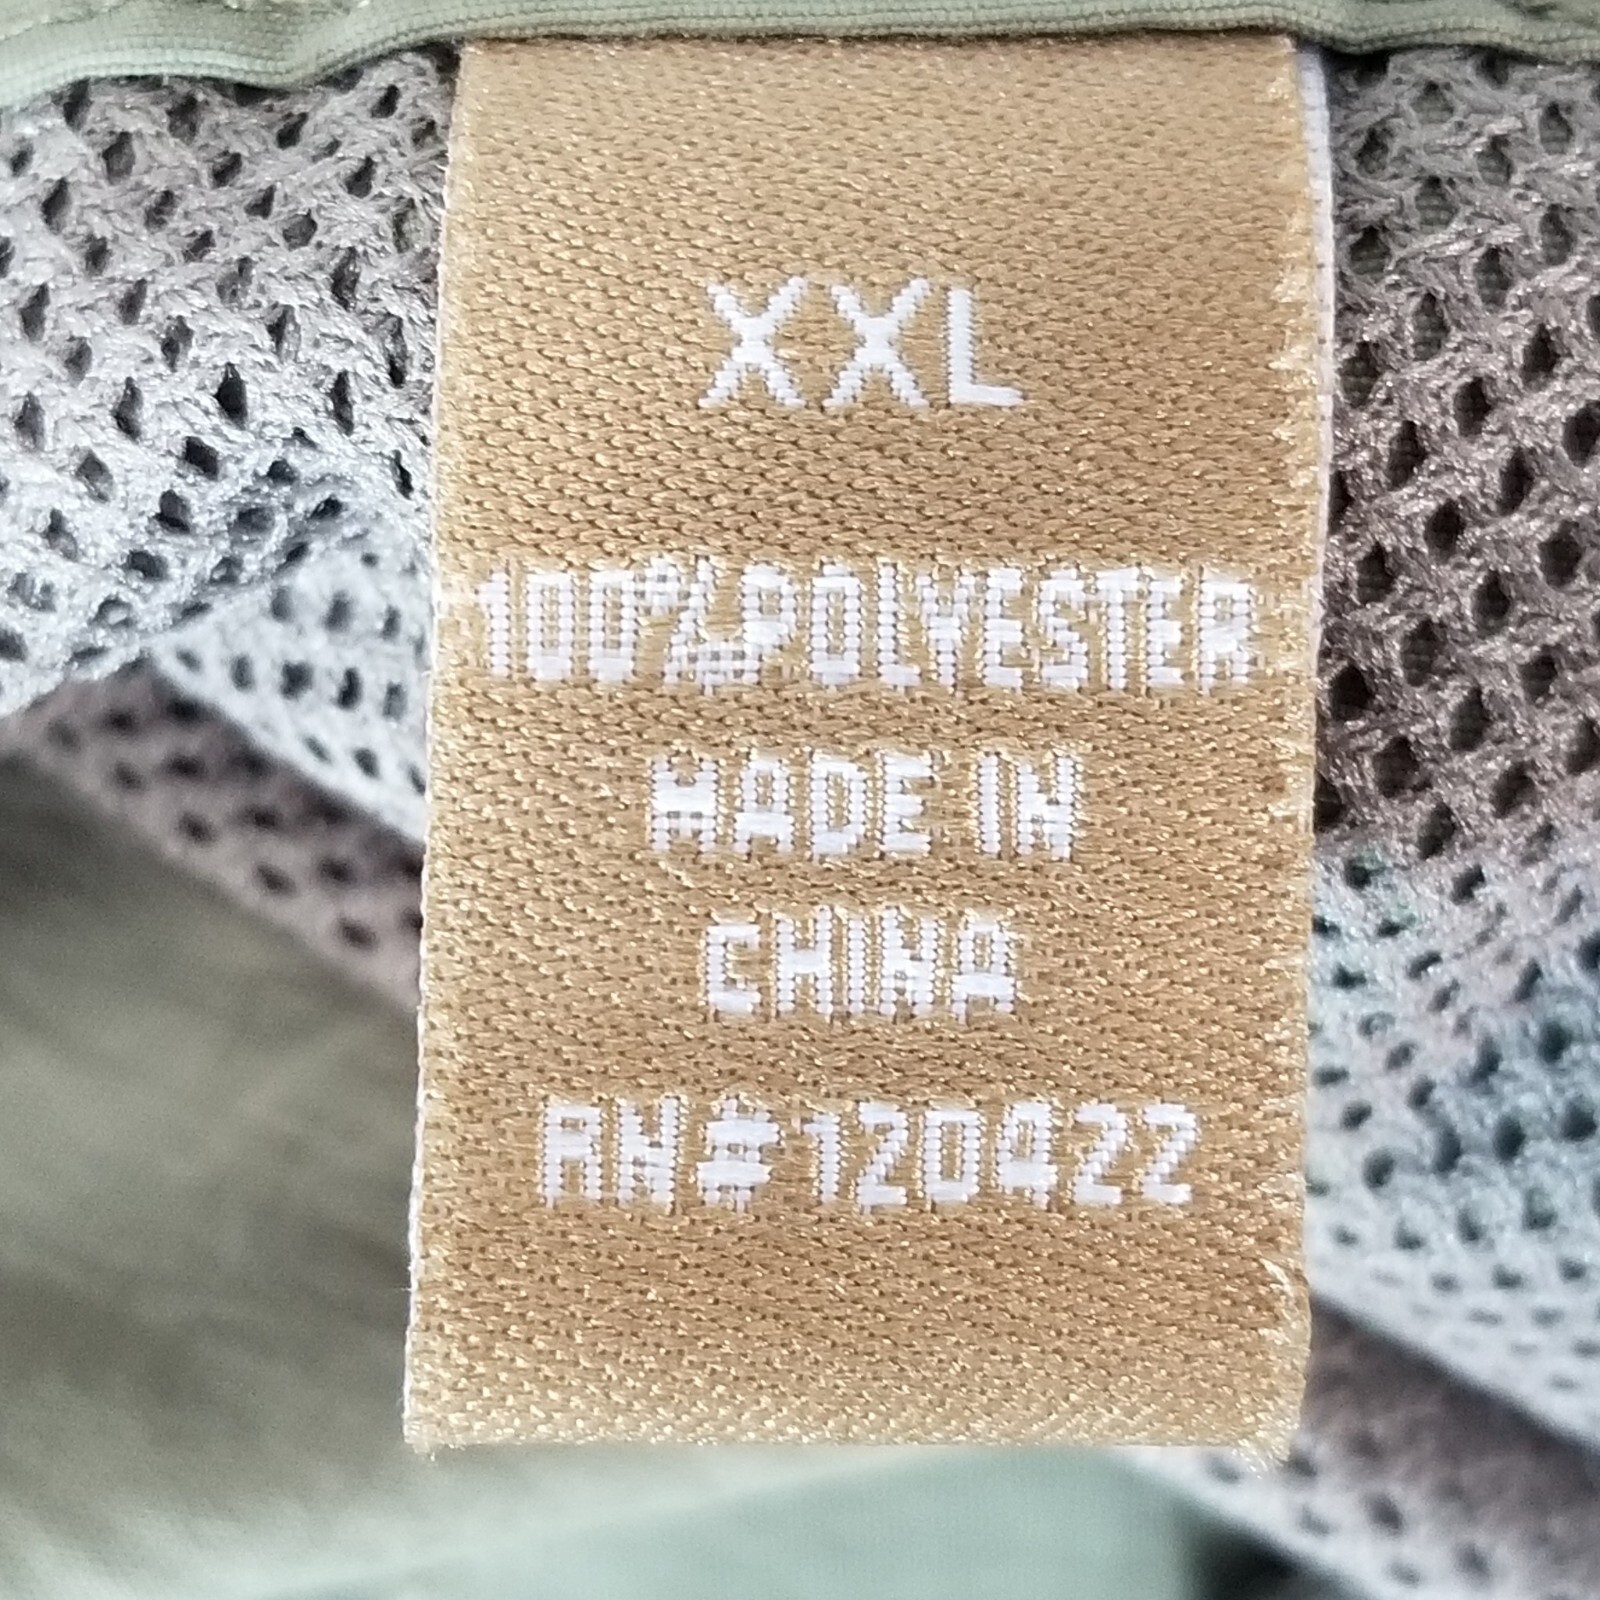 XXL
100% POLYESTER
MADE IN
CHINA
RN#120422